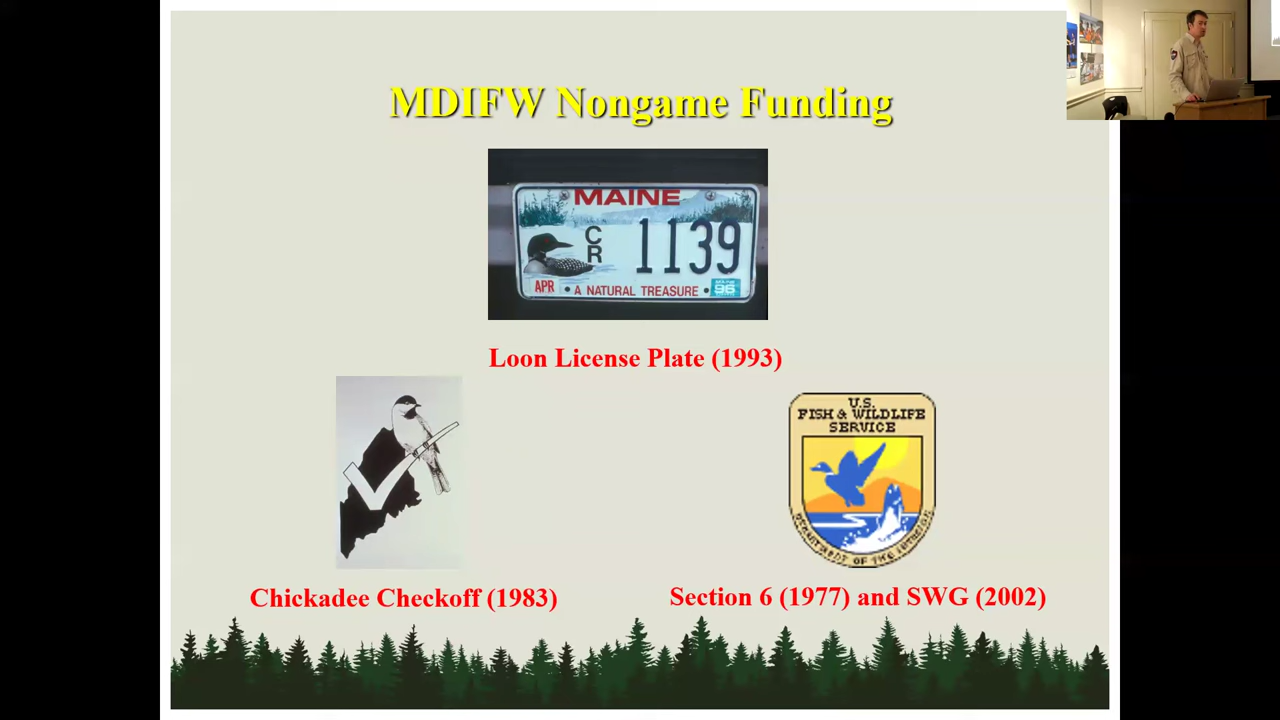 MDIFW Nongame Funding
MAINE
C
R
1139
APR
• A NATURAL TREASURE •
96
Loon License Plate (1993)
U.S.
FISH & WILDLIFE
SERVICE
DEPARTMENT OF THE INTERIOR
Chickadee Checkoff (1983)
Section 6 (1977) and SWG (2002)